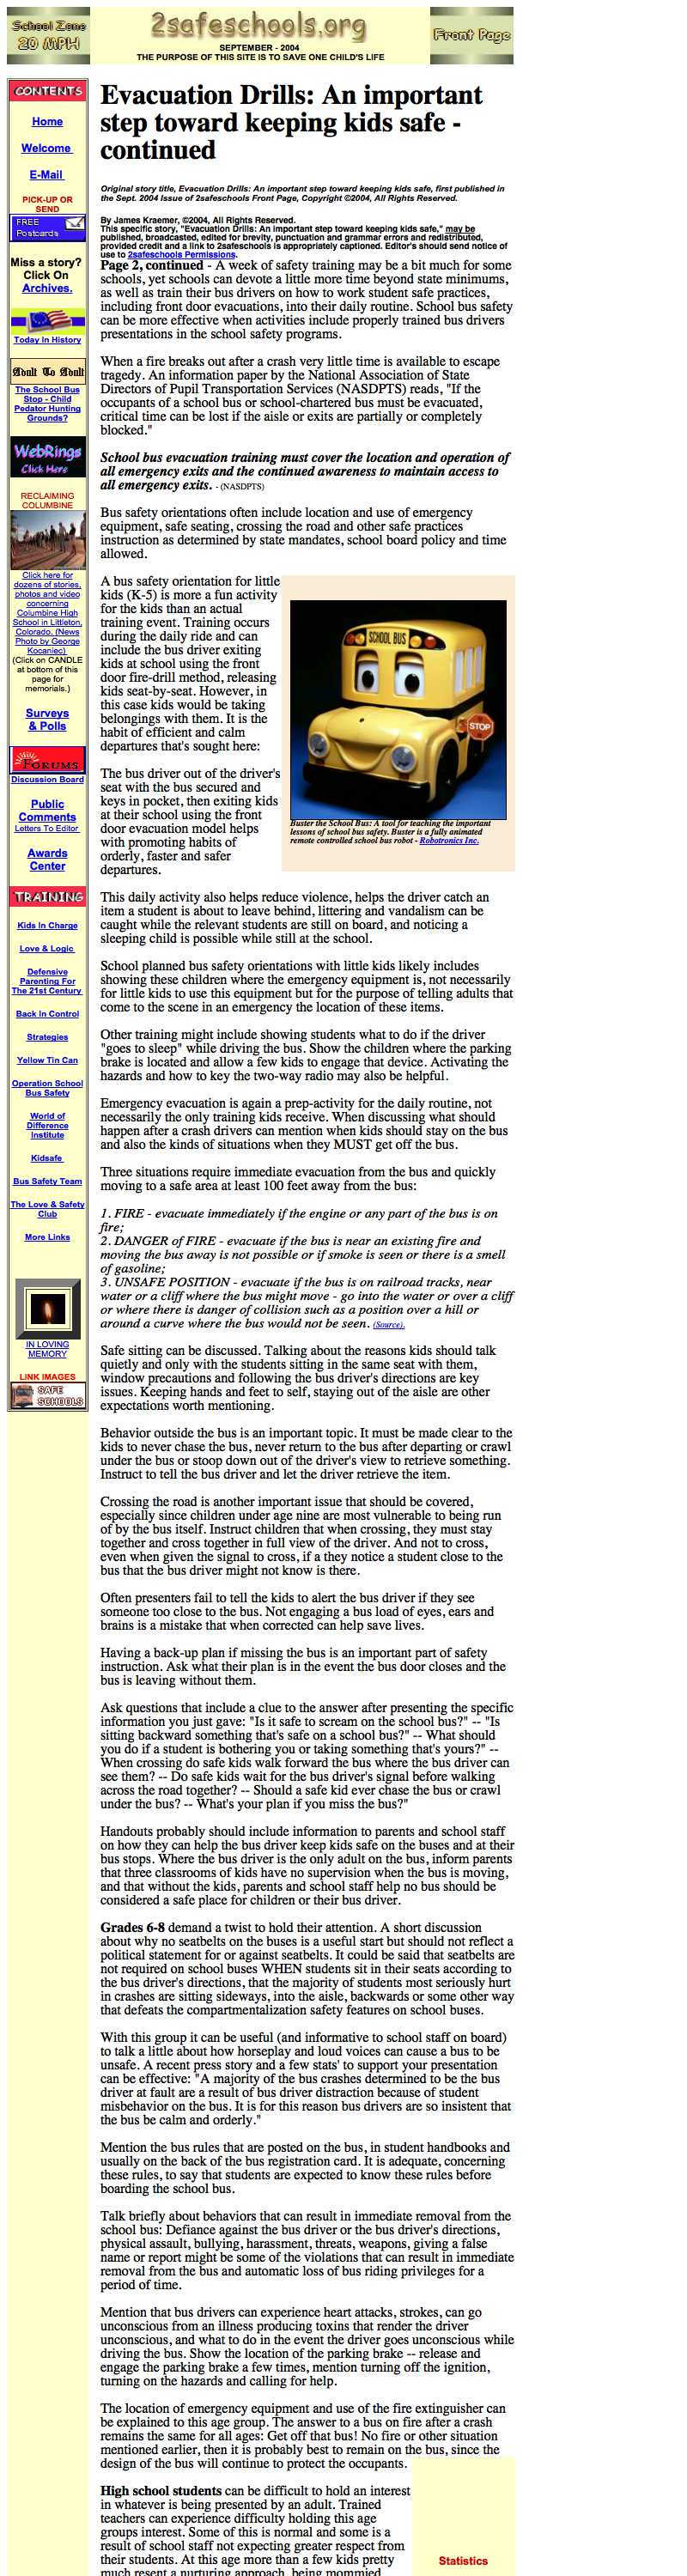 School Zone
20 MPH
2safeschools.org
SEPTEMBER - 2004
THE PURPOSE OF THIS SITE IS TO SAVE ONE CHILD'S LIFE
Front Page
CONTENTS
Home
Welcome
E-Mail
PICK-UP OR
SEND
FREE
Postcards
Miss a story?
Click On
Archives.
Today In History
Adult To Adult
The School Bus
Stop - Child
Pedator Hunting
Grounds?
WebRings
Click Here
RECLAIMING
COLUMBINE
Click here for
dozens of stories,
photos and video
concerning
Columbine High
School in Littleton,
Colorado. (News
Photo by George
Kocaniec)
(Click on CANDLE
at bottom of this
page for
memorials.)
Surveys
& Polls
FORUMS
Discussion Board
Public
Comments
Letters To Editor
Awards
Center
TRAINING
Kids In Charge
Love & Logic
Defensive
Parenting For
The 21st Century
Back In Control
Strategies
Yellow Tin Can
Operation School
Bus Safety
World of
Difference
Institute
Kidsafe
Bus Safety Team
The Love & Safety
Club
More Links
IN LOVING
MEMORY
LINK IMAGES
SAFE
SCHOOLS
Evacuation Drills: An important
step toward keeping kids safe -
continued
Original story title, Evacuation Drills: An important step toward keeping kids safe, first published in
the Sept. 2004 Issue of 2safeschools Front Page, Copyright ©2004, All Rights Reserved.
By James Kraemer, ©2004, All Rights Reserved.
This specific story, "Evacuation Drills: An important step toward keeping kids safe," may be
published, broadcasted, edited for brevity, punctuation and grammar errors and redistributed,
provided credit and a link to 2safeschools is appropriately captioned. Editor's should send notice of
use to 2safeschools Permissions.
Page 2, continued - A week of safety training may be a bit much for some
schools, yet schools can devote a little more time beyond state minimums,
as well as train their bus drivers on how to work student safe practices,
including front door evacuations, into their daily routine. School bus safety
can be more effective when activities include properly trained bus drivers
presentations in the school safety programs.
When a fire breaks out after a crash very little time is available to escape
tragedy. An information paper by the National Association of State
Directors of Pupil Transportation Services (NASDPTS) reads, "If the
occupants of a school bus or school-chartered bus must be evacuated,
critical time can be lost if the aisle or exits are partially or completely
blocked."
School bus evacuation training must cover the location and operation of
all emergency exits and the continued awareness to maintain access to
all emergency exits. - (NASDPTS)
Bus safety orientations often include location and use of emergency
equipment, safe seating, crossing the road and other safe practices
instruction as determined by state mandates, school board policy and time
allowed.
A bus safety orientation for little
kids (K-5) is more a fun activity
for the kids than an actual
training event. Training occurs
during the daily ride and can
include the bus driver exiting
kids at school using the front
door fire-drill method, releasing
kids seat-by-seat. However, in
this case kids would be taking
belongings with them. It is the
habit of efficient and calm
departures that's sought here:
SCHOOL BUS
STOP
Buster the School Bus: A tool for teaching the important
lessons of school bus safety. Buster is a fully animated
remote controlled school bus robot - Robotronics Inc.
The bus driver out of the driver's
seat with the bus secured and
keys in pocket, then exiting kids
at their school using the front
door evacuation model helps
with promoting habits of
orderly, faster and safer
departures.
This daily activity also helps reduce violence, helps the driver catch an
item a student is about to leave behind, littering and vandalism can be
caught while the relevant students are still on board, and noticing a
sleeping child is possible while still at the school.
School planned bus safety orientations with little kids likely includes
showing these children where the emergency equipment is, not necessarily
for little kids to use this equipment but for the purpose of telling adults that
come to the scene in an emergency the location of these items.
Other training might include showing students what to do if the driver
"goes to sleep" while driving the bus. Show the children where the parking
brake is located and allow a few kids to engage that device. Activating the
hazards and how to key the two-way radio may also be helpful.
Emergency evacuation is again a prep-activity for the daily routine, not
necessarily the only training kids receive. When discussing what should
happen after a crash drivers can mention when kids should stay on the bus
and also the kinds of situations when they MUST get off the bus.
Three situations require immediate evacuation from the bus and quickly
moving to a safe area at least 100 feet away from the bus:
1. FIRE - evacuate immediately if the engine or any part of the bus is on
fire;
2. DANGER of FIRE - evacuate if the bus is near an existing fire and
moving the bus away is not possible or if smoke is seen or there is a smell
of gasoline;
3. UNSAFE POSITION - evacuate if the bus is on railroad tracks, near
water or a cliff where the bus might move - go into the water or over a cliff
or where there is danger of collision such as a position over a hill or
around a curve where the bus would not be seen. (Source).
Safe sitting can be discussed. Talking about the reasons kids should talk
quietly and only with the students sitting in the same seat with them,
window precautions and following the bus driver's directions are key
issues. Keeping hands and feet to self, staying out of the aisle are other
expectations worth mentioning.
Behavior outside the bus is an important topic. It must be made clear to the
kids to never chase the bus, never return to the bus after departing or crawl
under the bus or stoop down out of the driver's view to retrieve something.
Instruct to tell the bus driver and let the driver retrieve the item.
Crossing the road is another important issue that should be covered,
especially since children under age nine are most vulnerable to being run
of by the bus itself. Instruct children that when crossing, they must stay
together and cross together in full view of the driver. And not to cross,
even when given the signal to cross, if a they notice a student close to the
bus that the bus driver might not know is there.
Often presenters fail to tell the kids to alert the bus driver if they see
someone too close to the bus. Not engaging a bus load of eyes, ears and
brains is a mistake that when corrected can help save lives.
Having a back-up plan if missing the bus is an important part of safety
instruction. Ask what their plan is in the event the bus door closes and the
bus is leaving without them.
Ask questions that include a clue to the answer after presenting the specific
information you just gave: "Is it safe to scream on the school bus?" -- "Is
sitting backward something that's safe on a school bus?" -- What should
you do if a student is bothering you or taking something that's yours?" --
When crossing do safe kids walk forward the bus where the bus driver can
see them? -- Do safe kids wait for the bus driver's signal before walking
across the road together? -- Should a safe kid ever chase the bus or crawl
under the bus? -- What's your plan if you miss the bus?"
Handouts probably should include information to parents and school staff
on how they can help the bus driver keep kids safe on the buses and at their
bus stops. Where the bus driver is the only adult on the bus, inform parents
that three classrooms of kids have no supervision when the bus is moving,
and that without the kids, parents and school staff help no bus should be
considered a safe place for children or their bus driver.
Grades 6-8 demand a twist to hold their attention. A short discussion
about why no seatbelts on the buses is a useful start but should not reflect a
political statement for or against seatbelts. It could be said that seatbelts are
not required on school buses WHEN students sit in their seats according to
the bus driver's directions, that the majority of students most seriously hurt
in crashes are sitting sideways, into the aisle, backwards or some other way
that defeats the compartmentalization safety features on school buses.
With this group it can be useful (and informative to school staff on board)
to talk a little about how horseplay and loud voices can cause a bus to be
unsafe. A recent press story and a few stats' to support your presentation
can be effective: "A majority of the bus crashes determined to be the bus
driver at fault are a result of bus driver distraction because of student
misbehavior on the bus. It is for this reason bus drivers are so insistent that
the bus be calm and orderly."
Mention the bus rules that are posted on the bus, in student handbooks and
usually on the back of the bus registration card. It is adequate, concerning
these rules, to say that students are expected to know these rules before
boarding the school bus.
Talk briefly about behaviors that can result in immediate removal from the
school bus: Defiance against the bus driver or the bus driver's directions,
physical assault, bullying, harassment, threats, weapons, giving a false
name or report might be some of the violations that can result in immediate
removal from the bus and automatic loss of bus riding privileges for a
period of time.
Mention that bus drivers can experience heart attacks, strokes, can go
unconscious from an illness producing toxins that render the driver
unconscious, and what to do in the event the driver goes unconscious while
driving the bus. Show the location of the parking brake -- release and
engage the parking brake a few times, mention turning off the ignition,
turning on the hazards and calling for help.
The location of emergency equipment and use of the fire extinguisher can
be explained to this age group. The answer to a bus on fire after a crash
remains the same for all ages: Get off that bus! No fire or other situation
mentioned earlier, then it is probably best to remain on the bus, since the
design of the bus will continue to protect the occupants.
High school students can be difficult to hold an interest
in whatever is being presented by an adult. Trained
teachers can experience difficulty holding this age
groups interest. Some of this is normal and some is a
result of school staff not expecting greater respect from
their students. At this age more than a few kids pretty
much resent a nurturing approach, being mommied
Statistics